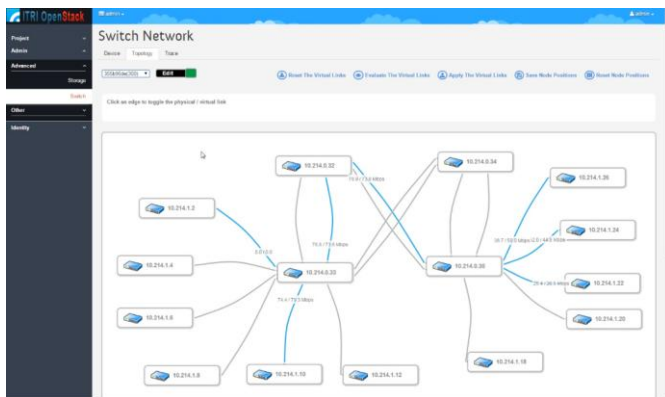 ITRI OpenStack
admin
admin
Project
Admin
Advanced
Storage
Switch
Other
Identity
Switch Network
Device Topology Trace
Edit
Reset The Virtual Links Evaluate The Virtual Links Apply The Virtual Links Save Node Positions Reset Node Positions
Click an edge to toggle the physical / virtual link
10.214.0.32
10.214.0.34
10.214.1.26
10.214.1.2
10.214.1.24
10.214.1.4
10.214.0.33
10.214.1.22
10.214.1.6
10.214.1.20
10.214.1.18
10.214.1.8
10.214.1.10
10.214.1.12